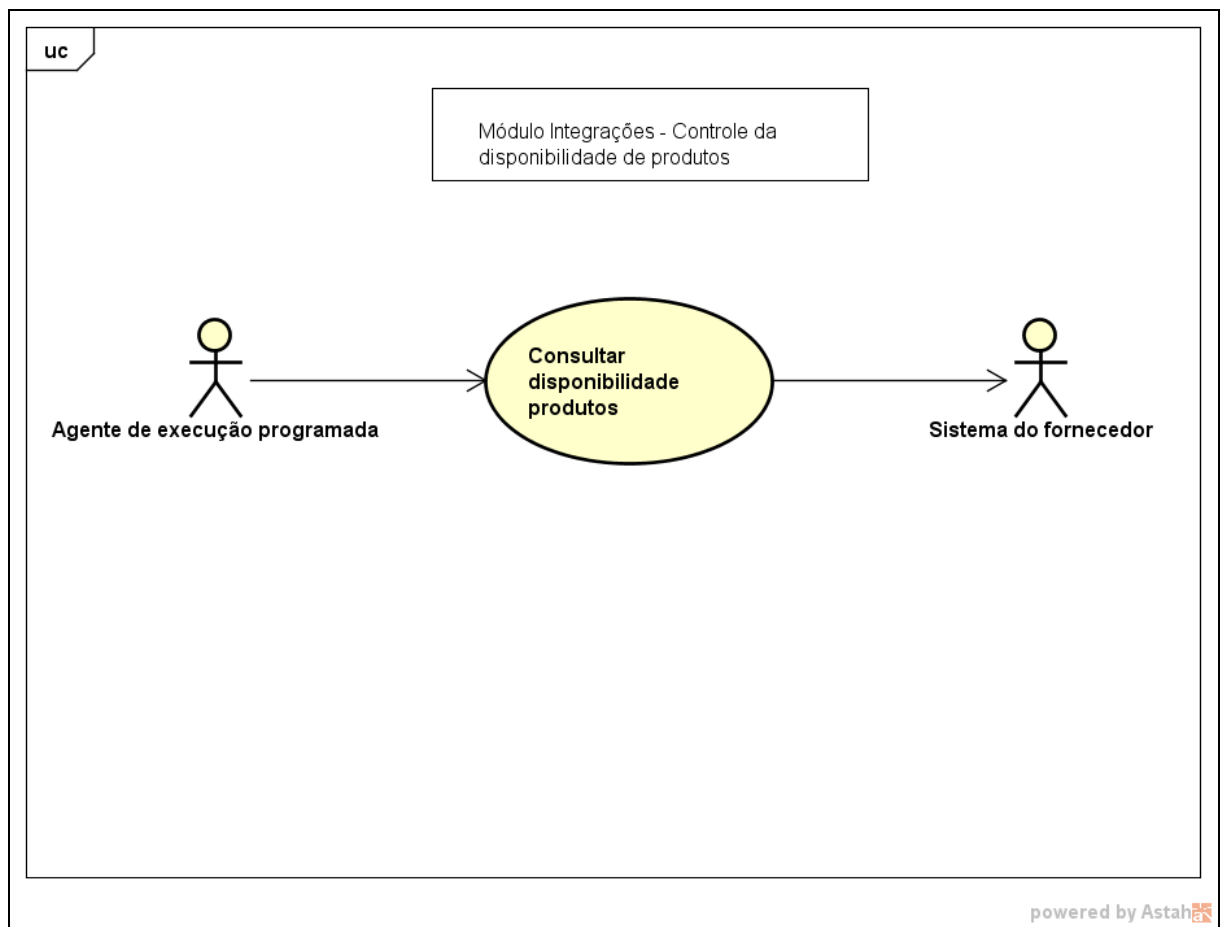 uc
Módulo Integrações - Controle da
disponibilidade de produtos
Consultar
disponibilidade
produtos
Agente de execução programada
Sistema do fornecedor
powered by Astah